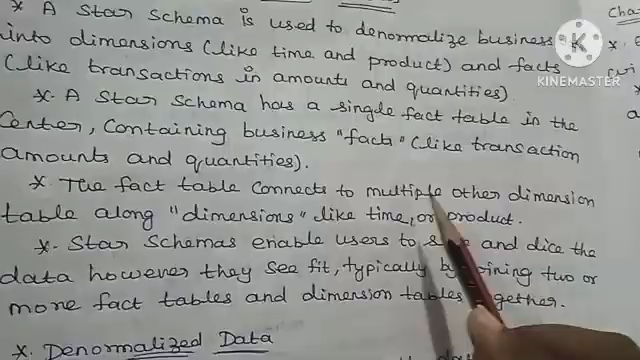 * A Star Schema is used to denormalize business
into dimensions (like time and product) and facts
(like transactions in amounts and quantities)
*. A Star Schema has a single fact table in the
Center, Containing business "facts" (like transaction
amounts and quantities).
* The fact table Connects to multiple other dimension
table along "dimensions" like time, or product.
*. Star Schemas enable users to and dice the
data however they see fit, typically by joining two or
more fact tables and dimension tables together.
*. Denormalized Data
Cha
*.
a
K
KINEMASTER